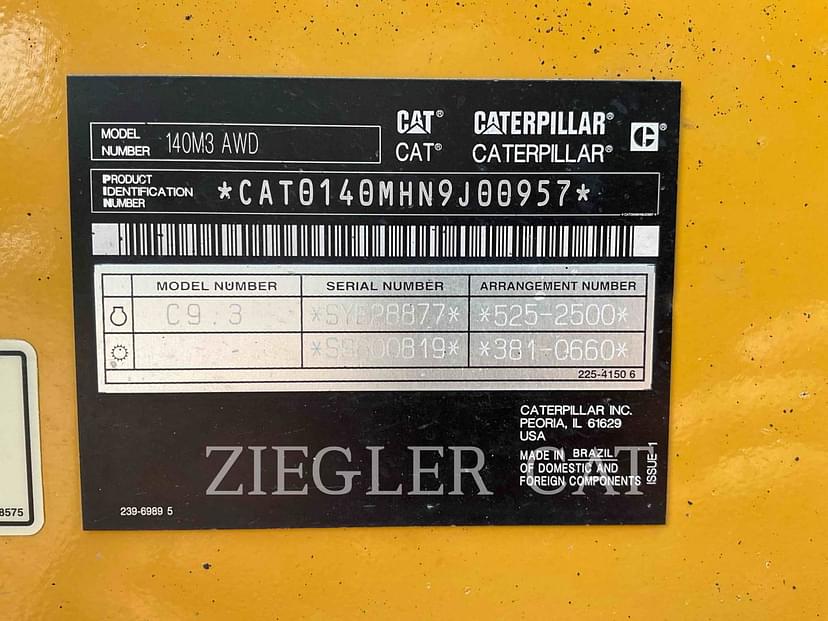 CAT® CATERPILLAR®
CAT® CATERPILLAR®
MODEL NUMBER 140M3 AWD
PRODUCT IDENTIFICATION NUMBER *CAT0140MHN9J00957*
MODEL NUMBER SERIAL NUMBER ARRANGEMENT NUMBER
C9.3 *525-2500*
*381-0660*
225-4150 6
CATERPILLAR INC.
PEORIA, IL 61629
USA
MADE IN BRAZIL
OF DOMESTIC AND
FOREIGN COMPONENTS
ISSUE-1
ZIEGLER CAT
239-6989 5
8575